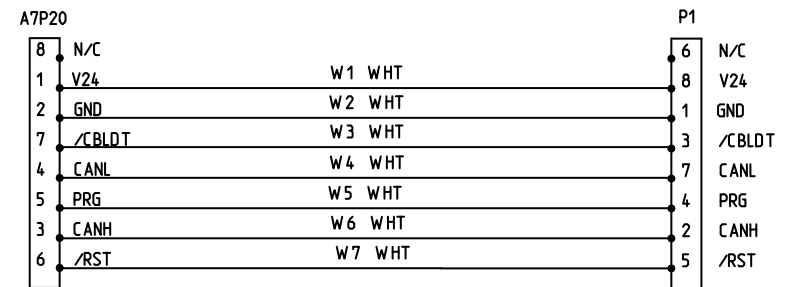 A7P20 P1
8 N/C 6 N/C
1 V24 W1 WHT 8 V24
2 GND W2 WHT 1 GND
7 /CBLDT W3 WHT 3 /CBLDT
4 CANL W4 WHT 7 CANL
5 PRG W5 WHT 4 PRG
3 CANH W6 WHT 2 CANH
6 /RST W7 WHT 5 /RST